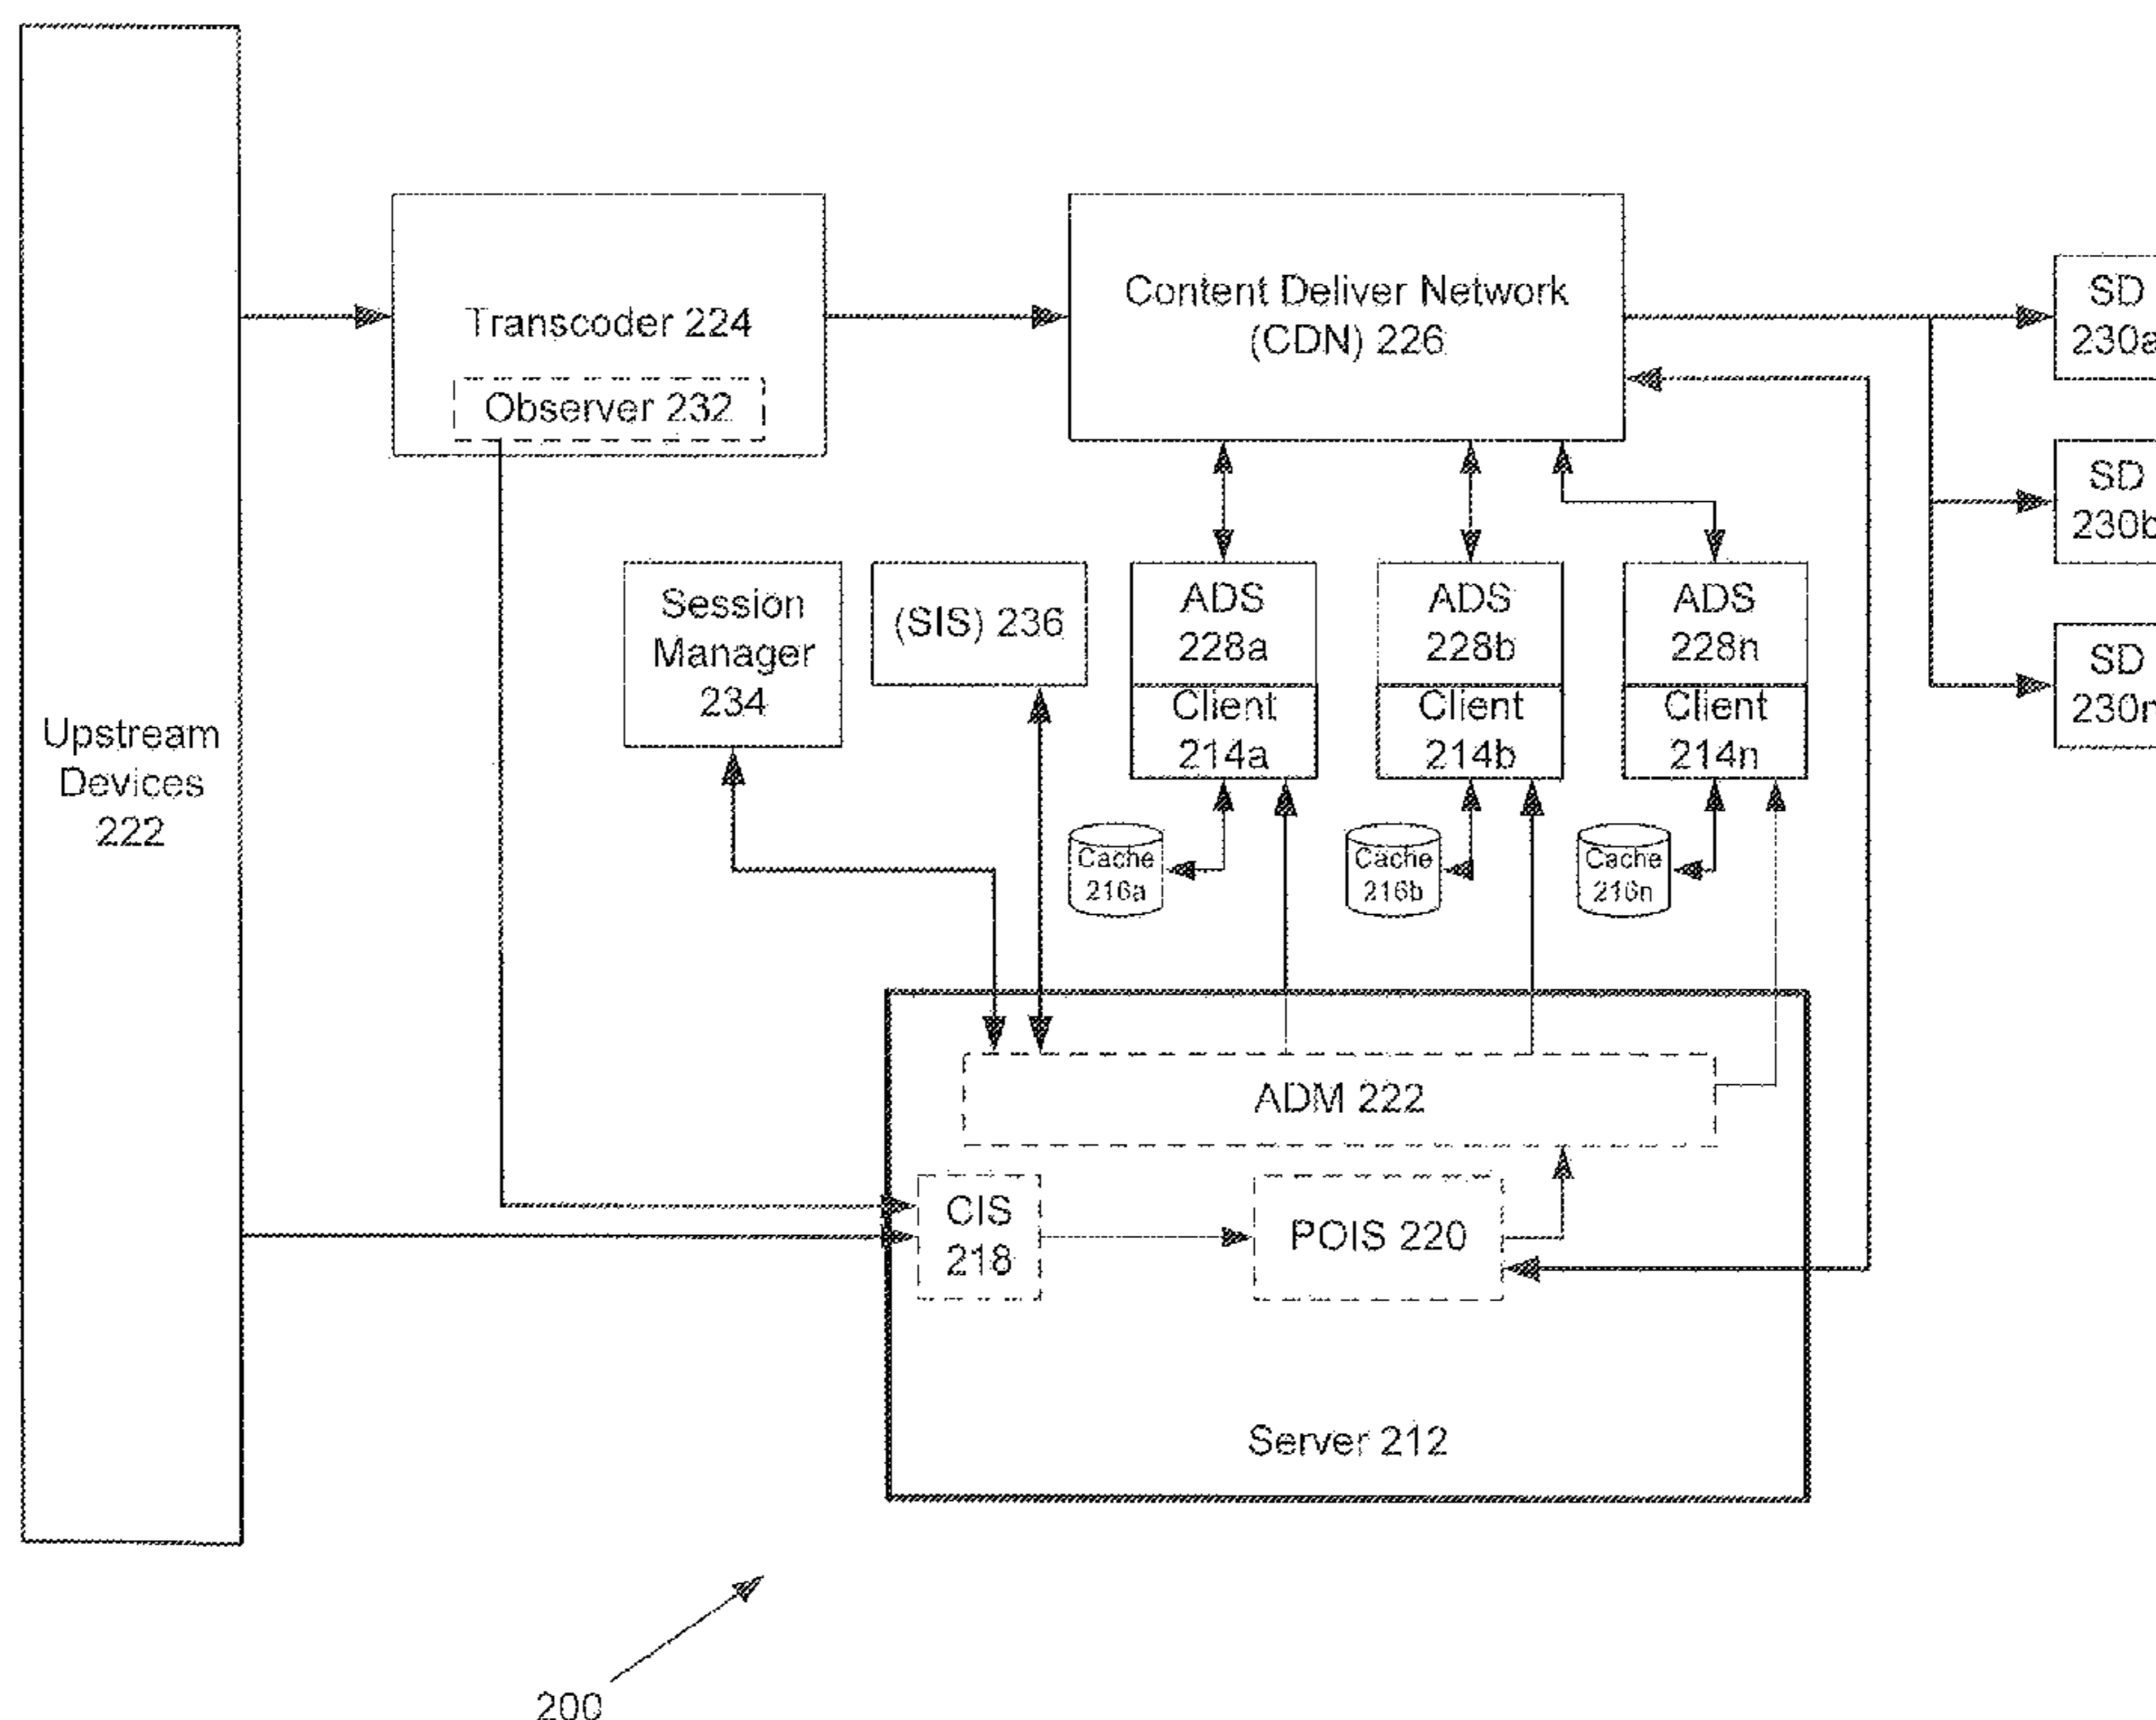 Transcoder 224
Observer 232
Content Deliver Network
(CDN) 226
SD
230a
SD
230b
SD
230n
Session
Manager
234
(SIS) 236
ADS
228a
Client
214a
ADS
228b
Client
214b
ADS
228n
Client
214n
Upstream
Devices
222
Cache
216a
Cache
216b
Cache
216n
ADM 222
CIS
218
POIS 220
Server 212
200